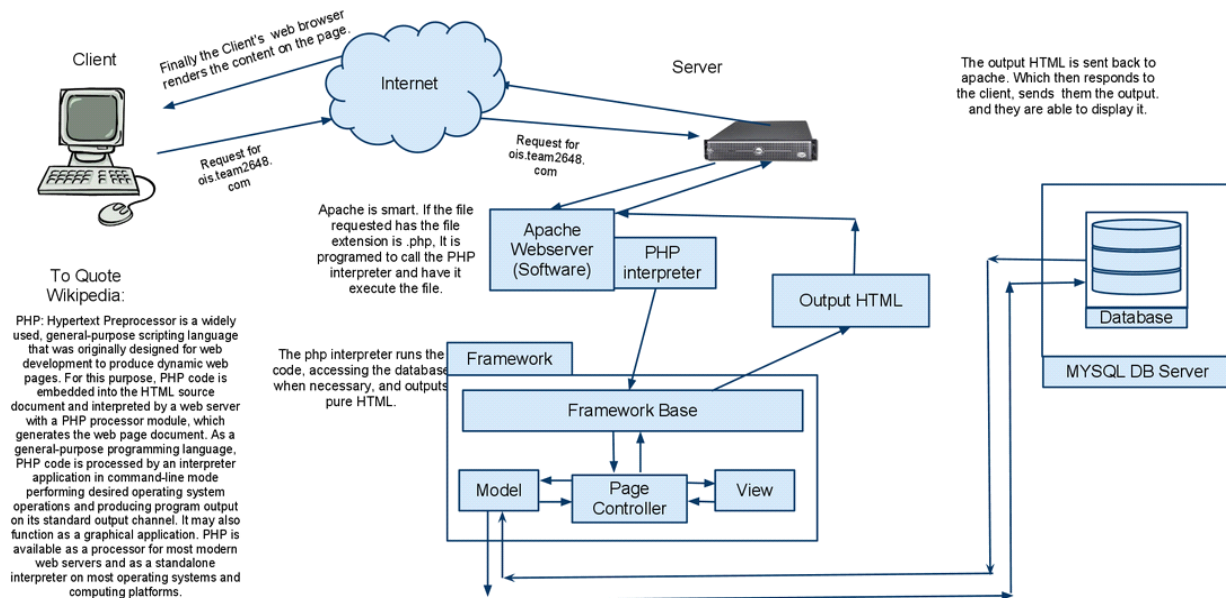 Client
Finally the Client's web browser
renders the content on the page.
Internet
Server
The output HTML is sent back to
apache. Which then responds to
the client, sends them the output.
and they are able to display it.
Request for
ois.team2648.
com
Request for
ois.team2648.
com
Apache is smart. If the file
requested has the file
extension is .php, It is
programed to call the PHP
interpreter and have it
execute the file.
Apache
Webserver
(Software)
PHP
interpreter
Output HTML
Database
MYSQL DB Server
To Quote
Wikipedia:
PHP: Hypertext Preprocessor is a widely
used, general-purpose scripting language
that was originally designed for web
development to produce dynamic web
pages. For this purpose, PHP code is
embedded into the HTML source
document and interpreted by a web server
with a PHP processor module, which
generates the web page document. As a
general-purpose programming language,
PHP code is processed by an interpreter
application in command-line mode
performing desired operating system
operations and producing program output
on its standard output channel. It may also
function as a graphical application. PHP is
available as a processor for most modern
web servers and as a standalone
interpreter on most operating systems and
computing platforms.
The php interpreter runs the
code, accessing the database
when necessary, and outputs
pure HTML.
Framework
Framework Base
Model
Page
Controller
View